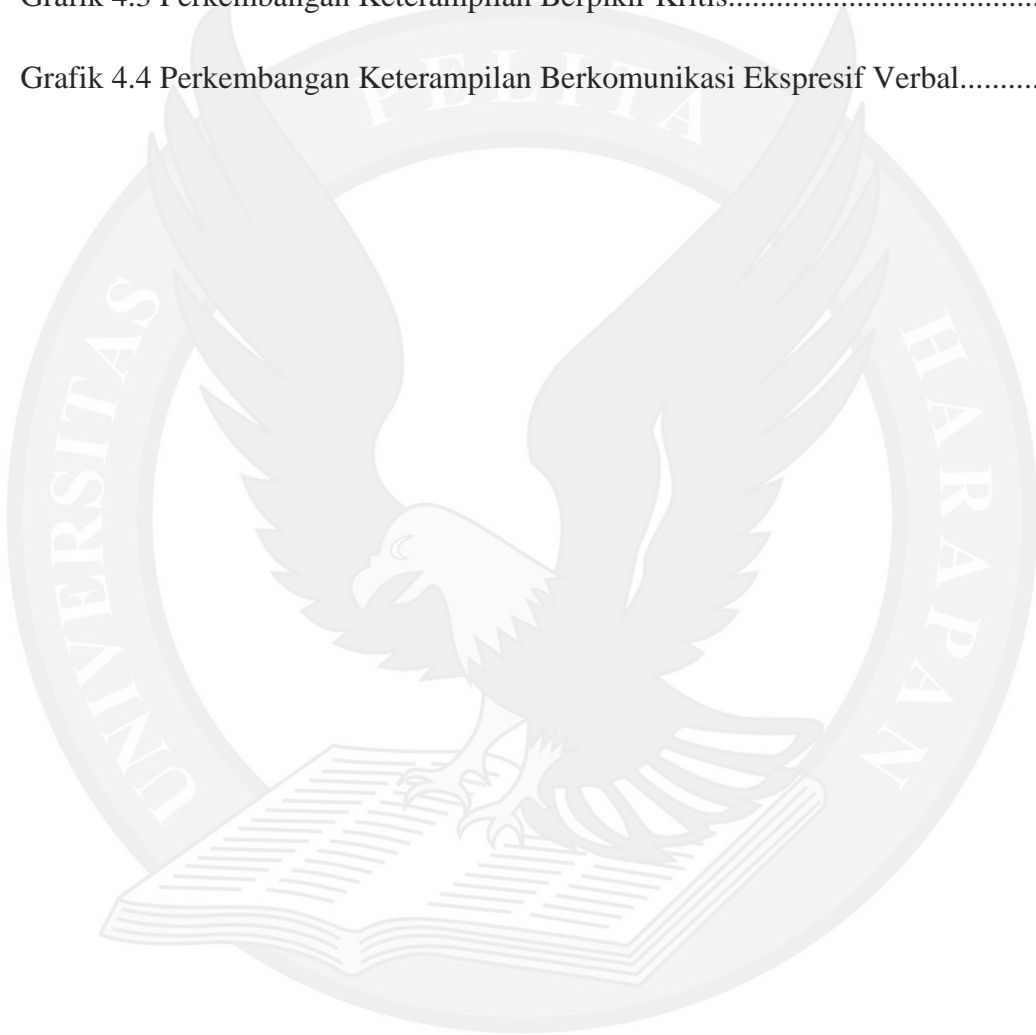 Grafik 4.3 Perkembangan Keterampilan Berpikir Kritis....................................
Grafik 4.4 Perkembangan Keterampilan Berkomunikasi Ekspresif Verbal..........
UNIVERSITAS PELITA HARAPAN